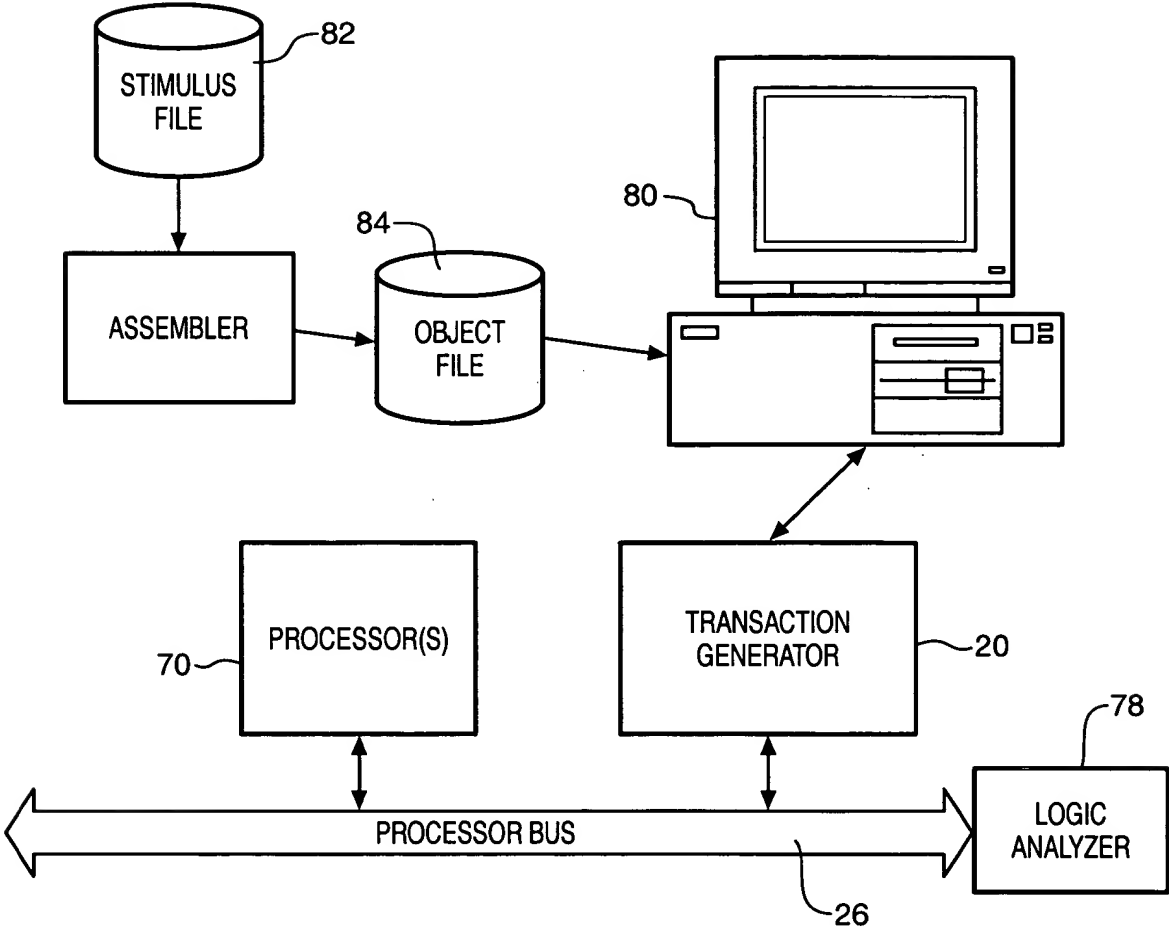 82
STIMULUS
FILE
80
84
ASSEMBLER
OBJECT
FILE
PROCESSOR(S)
70
TRANSACTION
GENERATOR
20
78
PROCESSOR BUS
LOGIC
ANALYZER
26